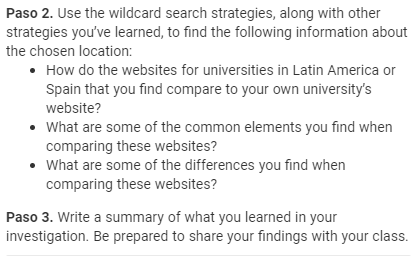 Paso 2. Use the wildcard search strategies, along with other
strategies you've learned, to find the following information about
the chosen location:
• How do the websites for universities in Latin America or
Spain that you find compare to your own university's
website?
• What are some of the common elements you find when
comparing these websites?
• What are some of the differences you find when
comparing these websites?
Paso 3. Write a summary of what you learned in your
investigation. Be prepared to share your findings with your class.